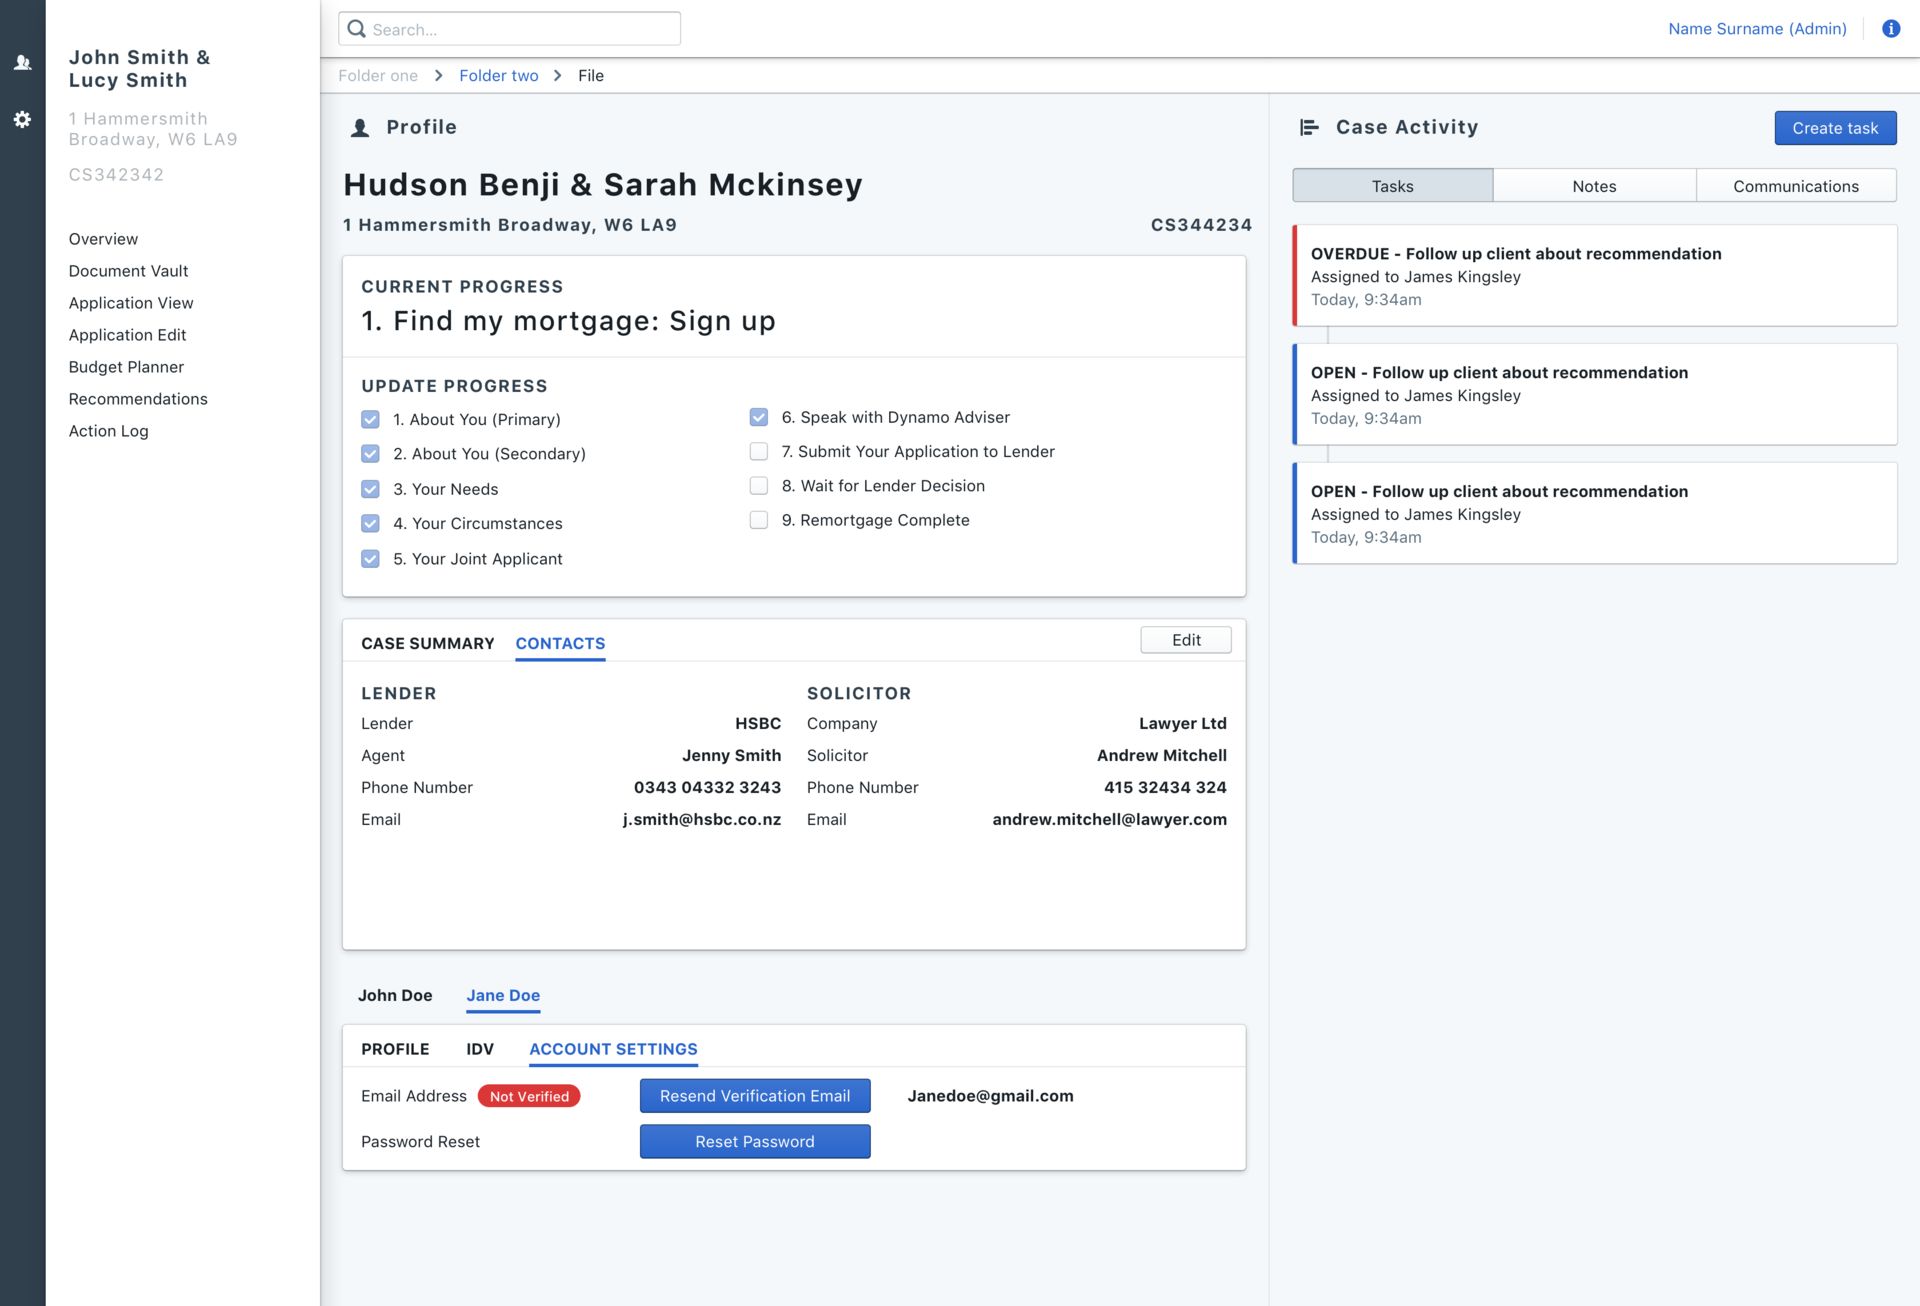 John Smith &
Lucy Smith
1 Hammersmith
Broadway, W6 LA9
CS342342
Overview
Document Vault
Application View
Application Edit
Budget Planner
Recommendations
Action Log
Search...
Name Surname (Admin)
Folder one > Folder two > File
Profile
Hudson Benji & Sarah Mckinsey
1 Hammersmith Broadway, W6 LA9 CS344234
CURRENT PROGRESS
1. Find my mortgage: Sign up
UPDATE PROGRESS
1. About You (Primary)
2. About You (Secondary)
3. Your Needs
4. Your Circumstances
5. Your Joint Applicant
6. Speak with Dynamo Adviser
7. Submit Your Application to Lender
8. Wait for Lender Decision
9. Remortgage Complete
CASE SUMMARY CONTACTS Edit
LENDER
Lender HSBC
Agent Jenny Smith
Phone Number 0343 04332 3243
Email j.smith@hsbc.co.nz
SOLICITOR
Company Lawyer Ltd
Solicitor Andrew Mitchell
Phone Number 415 32434 324
Email andrew.mitchell@lawyer.com
John Doe Jane Doe
PROFILE IDV ACCOUNT SETTINGS
Email Address Not Verified Resend Verification Email Janedoe@gmail.com
Password Reset Reset Password
Case Activity Create task
Tasks Notes Communications
OVERDUE - Follow up client about recommendation
Assigned to James Kingsley
Today, 9:34am
OPEN - Follow up client about recommendation
Assigned to James Kingsley
Today, 9:34am
OPEN - Follow up client about recommendation
Assigned to James Kingsley
Today, 9:34am